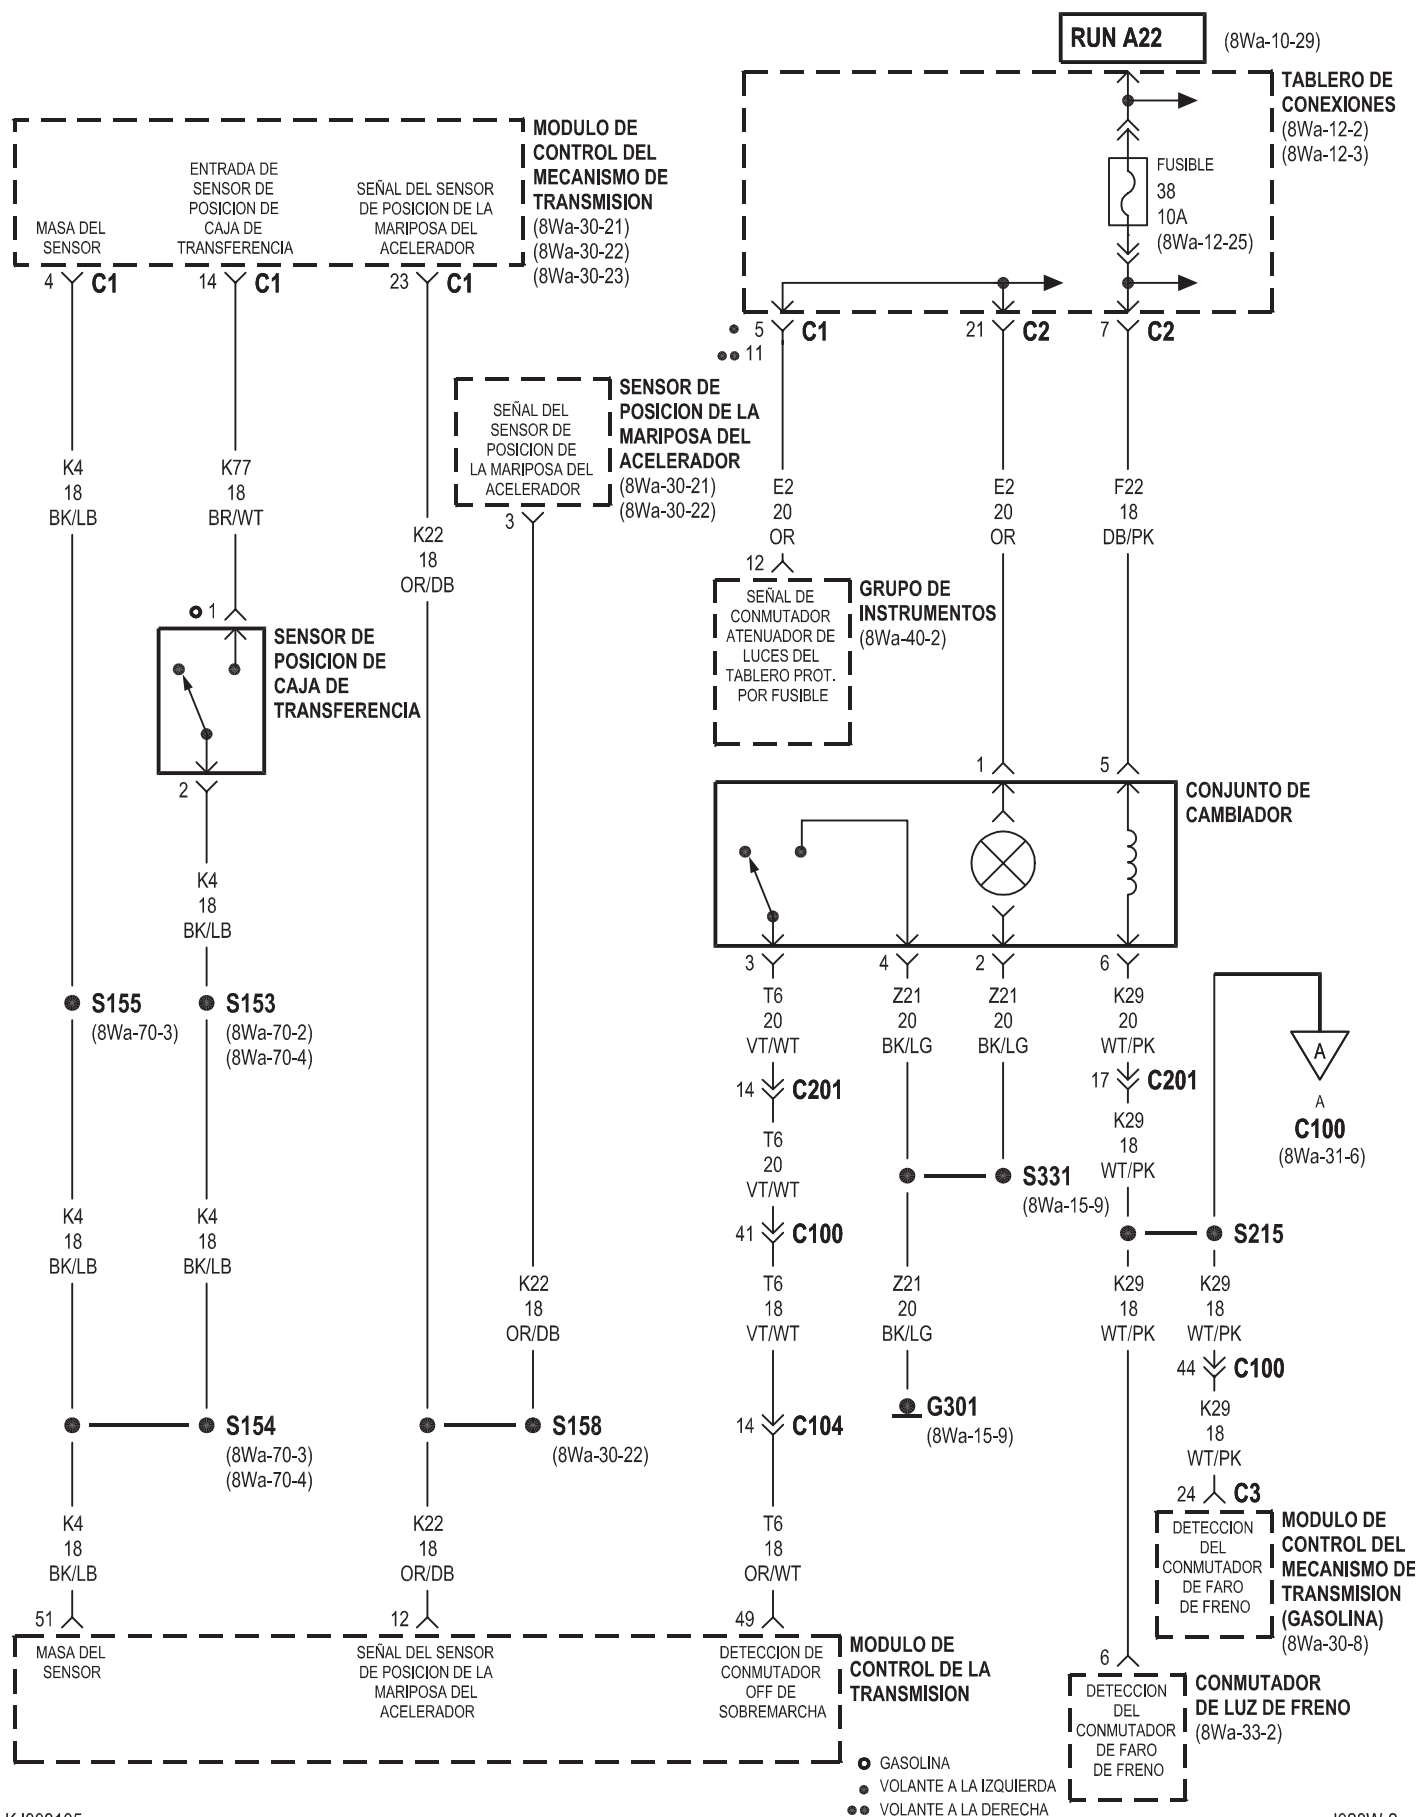 RUN A22
(8Wa-10-29)
TABLERO DE
CONEXIONES
(8Wa-12-2)
(8Wa-12-3)
FUSIBLE
38
10A
(8Wa-12-25)
MODULO DE
CONTROL DEL
MECANISMO DE
TRANSMISION
(8Wa-30-21)
(8Wa-30-22)
(8Wa-30-23)
MASA DEL
SENSOR
ENTRADA DE
SENSOR DE
POSICION DE
CAJA DE
TRANSFERENCIA
SEÑAL DEL SENSOR
DE POSICION DE LA
MARIPOSA DEL
ACELERADOR
4 C1
14 C1
23 C1
5 C1
11
21 C2
7 C2
SENSOR DE
POSICION DE LA
MARIPOSA DEL
ACELERADOR
(8Wa-30-21)
(8Wa-30-22)
SEÑAL DEL
SENSOR DE
POSICION DE
LA MARIPOSA DEL
ACELERADOR
3
K4
18
BK/LB
K77
18
BR/WT
K22
18
OR/DB
E2
20
OR
E2
20
OR
F22
18
DB/PK
12
SEÑAL DE
CONMUTADOR
ATENUADOR DE
LUCES DEL
TABLERO PROT.
POR FUSIBLE
GRUPO DE
INSTRUMENTOS
(8Wa-40-2)
1
SENSOR DE
POSICION DE
CAJA DE
TRANSFERENCIA
2
1
5
CONJUNTO DE
CAMBIADOR
K4
18
BK/LB
3
4
2
6
T6
20
VT/WT
Z21
20
BK/LG
Z21
20
BK/LG
K29
20
WT/PK
S155
(8Wa-70-3)
S153
(8Wa-70-2)
(8Wa-70-4)
14 C201
17 C201
A
A
C100
(8Wa-31-6)
T6
20
VT/WT
K29
18
WT/PK
S331
(8Wa-15-9)
41 C100
S215
K4
18
BK/LB
K4
18
BK/LB
K22
18
OR/DB
T6
18
VT/WT
Z21
20
BK/LG
K29
18
WT/PK
K29
18
WT/PK
44 C100
S154
(8Wa-70-3)
(8Wa-70-4)
S158
(8Wa-30-22)
14 C104
G301
(8Wa-15-9)
K29
18
WT/PK
24 C3
K4
18
BK/LB
K22
18
OR/DB
T6
18
OR/WT
DETECCION
DEL
CONMUTADOR
DE FARO
DE FRENO
MODULO DE
CONTROL DEL
MECANISMO DE
TRANSMISION
(GASOLINA)
(8Wa-30-8)
51
12
49
MASA DEL
SENSOR
SEÑAL DEL SENSOR
DE POSICION DE LA
MARIPOSA DEL
ACELERADOR
DETECCION DE
CONMUTADOR
OFF DE
SOBREMARCHA
MODULO DE
CONTROL DE LA
TRANSMISION
6
DETECCION
DEL
CONMUTADOR
DE FARO
DE FRENO
CONMUTADOR
DE LUZ DE FRENO
(8Wa-33-2)
GASOLINA
VOLANTE A LA IZQUIERDA
VOLANTE A LA DERECHA